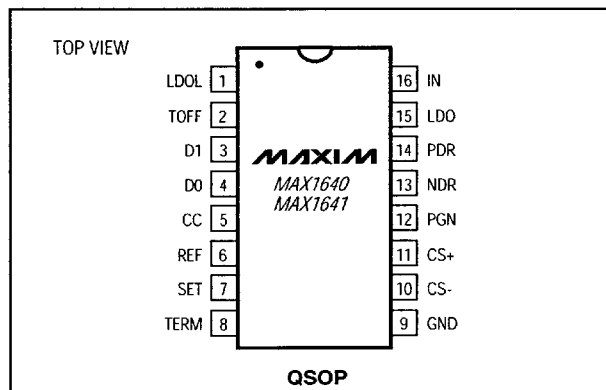 TOP VIEW
LDOL 1
TOFF 2
D1 3
D0 4
CC 5
REF 6
SET 7
TERM 8
MAXIM
MAX1640
MAX1641
16 IN
15 LDO
14 PDR
13 NDR
12 PGN
11 CS+
10 CS-
9 GND
QSOP